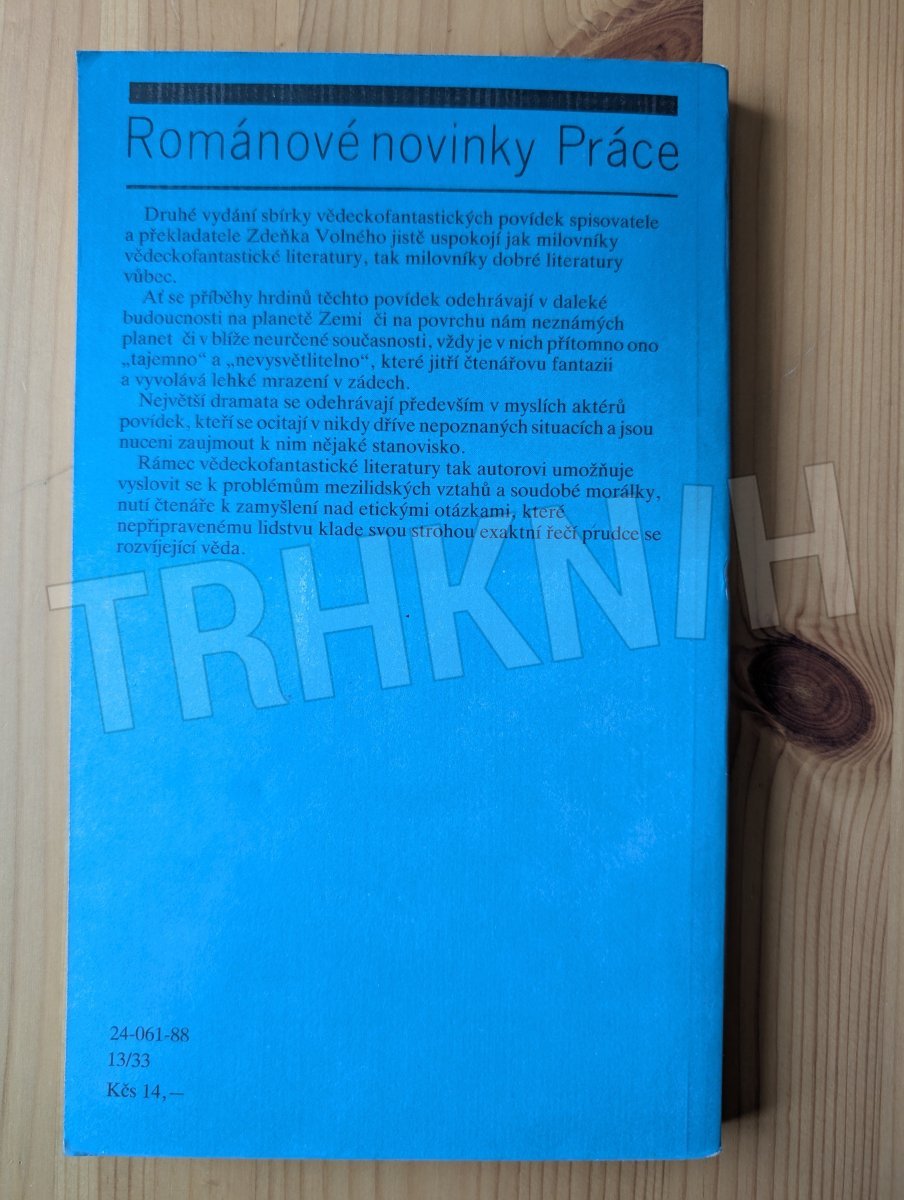 Románové novinky Práce
Druhé vydání sbírky vědeckofantastických povídek spisovatele
a překladatele Zdeňka Volného jistě uspokojí jak milovníky
vědeckofantastické literatury, tak milovníky dobré literatury
vůbec.
Ať se příběhy hrdinů těchto povídek odehrávají v daleké
budoucnosti na planetě Zemi či na povrchu nám neznámých
planet či v blíže neurčené současnosti, vždy je v nich přítomno ono
„tajemno“ a „nevysvětlitelno“, které jitří čtenářovu fantazii
a vyvolává lehké mrazení v zádech.
Největší dramata se odehrávají především v myslích aktérů
povídek, kteří se ocitají v nikdy dříve nepoznaných situacích a jsou
nuceni zaujmout k nim nějaké stanovisko.
Rámec vědeckofantastické literatury tak autorovi umožňuje
vyslovit se k problémům mezilidských vztahů a soudobé morálky,
nutí čtenáře k zamyšlení nad etickými otázkami, které
nepřipravenému lidstvu klade svou strohou exaktní řečí prudce se
rozvíjející věda.
TRHKNIH
24-061-88
13/33
Kčs 14,—